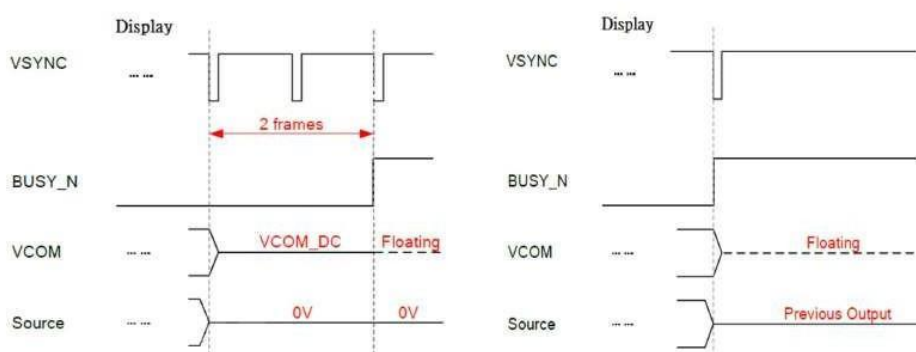 Display
VSYNC
... ...
2 frames
BUSY_N
VCOM
... ...
VCOM_DC
Floating
Source
... ...
0V
0V
Display
VSYNC
... ...
BUSY_N
VCOM
... ...
Floating
Source
... ...
Previous Output